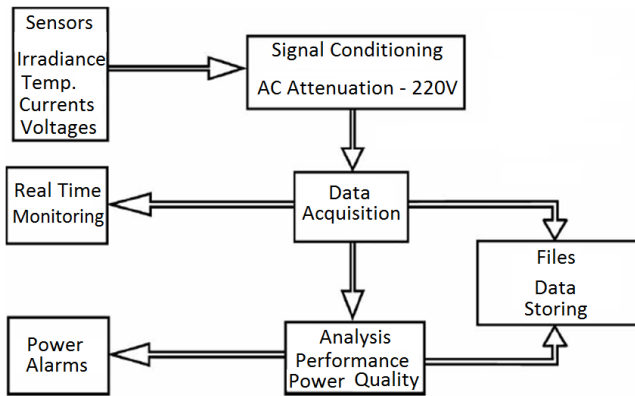 Sensors
Irradiance
Temp.
Currents
Voltages
Signal Conditioning
AC Attenuation - 220V
Real Time
Monitoring
Data
Acquisition
Files
Data
Storing
Power
Alarms
Analysis
Performance
Power Quality